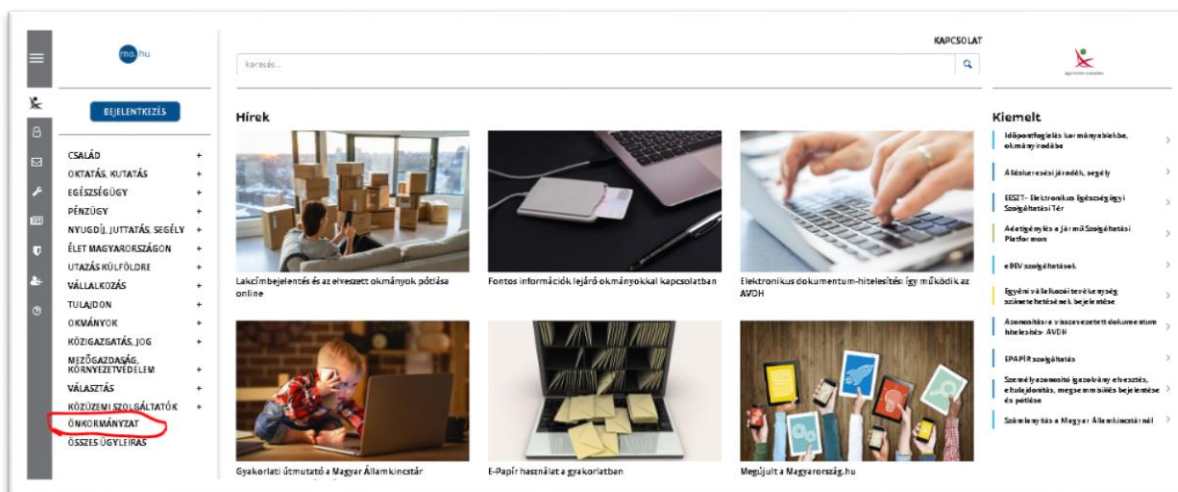 mo.hu
BEJELENTKEZÉS
CSALÁD +
OKTATÁS, KUTATÁS +
EGÉSZSÉGÜGY +
PÉNZÜGY +
NYUGDÍJ, JUTTATÁS, SEGÉLY +
ÉLET MAGYARORSZÁGON +
UTAZÁS KÜLFÖLDRE +
VÁLLALKOZÁS +
TULAJDON +
OKMÁNYOK +
KÖZIGAZGATÁS, JOG +
MEZŐGAZDASÁG,
KÖRNYEZETVÉDELEM +
VÁLASZTÁS +
KÖZÜZEMI SZOLGÁLTATÓK +
ÖNKORMÁNYZAT
ÖSSZES ÜGYLEÍRÁS
KAPCSOLAT
keresés...
Hírek
Lakcímbejelentés és az elveszett okmányok pótlása
online
Fontos információk lejáró okmányokkal kapcsolatban
Elektronikus dokumentum-hitelesítés: így működik az
AVDH
Gyakorlati útmutató a Magyar Államkincstár
E-Papír használat a gyakorlatban
Megújult a Magyarország.hu
Kiemelt
Időpontfoglalás kormányablakba,
okmányirodába
Álláskeresési járadék, segély
EESZT- Elektronikus Egészségügyi
Szolgáltatási Tér
Adatigénylés a Jármű Szolgáltatási
Platformon
eBEV szolgáltatások
Egyéni vállalkozói tevékenység
szüneteltetésének bejelentése
Azonosításra visszavezetett dokumentum
hitelesítés- AVDH
EPAPÍR szolgáltatás
Személyazonosító igazolvány elvesztés,
eltulajdonítás, megsemmisülés bejelentése
és pótlása
Számlanyitás a Magyar Államkincstárnál